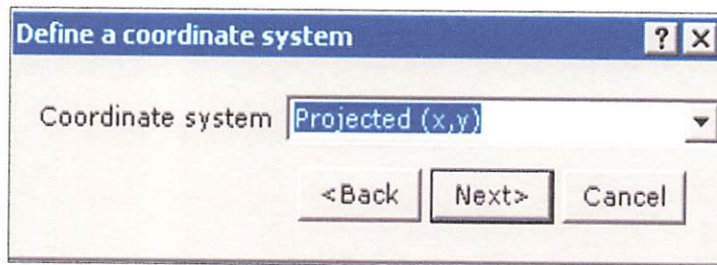 Define a coordinate system ? ×
Coordinate system Projected (x,y)
<Back Next> Cancel